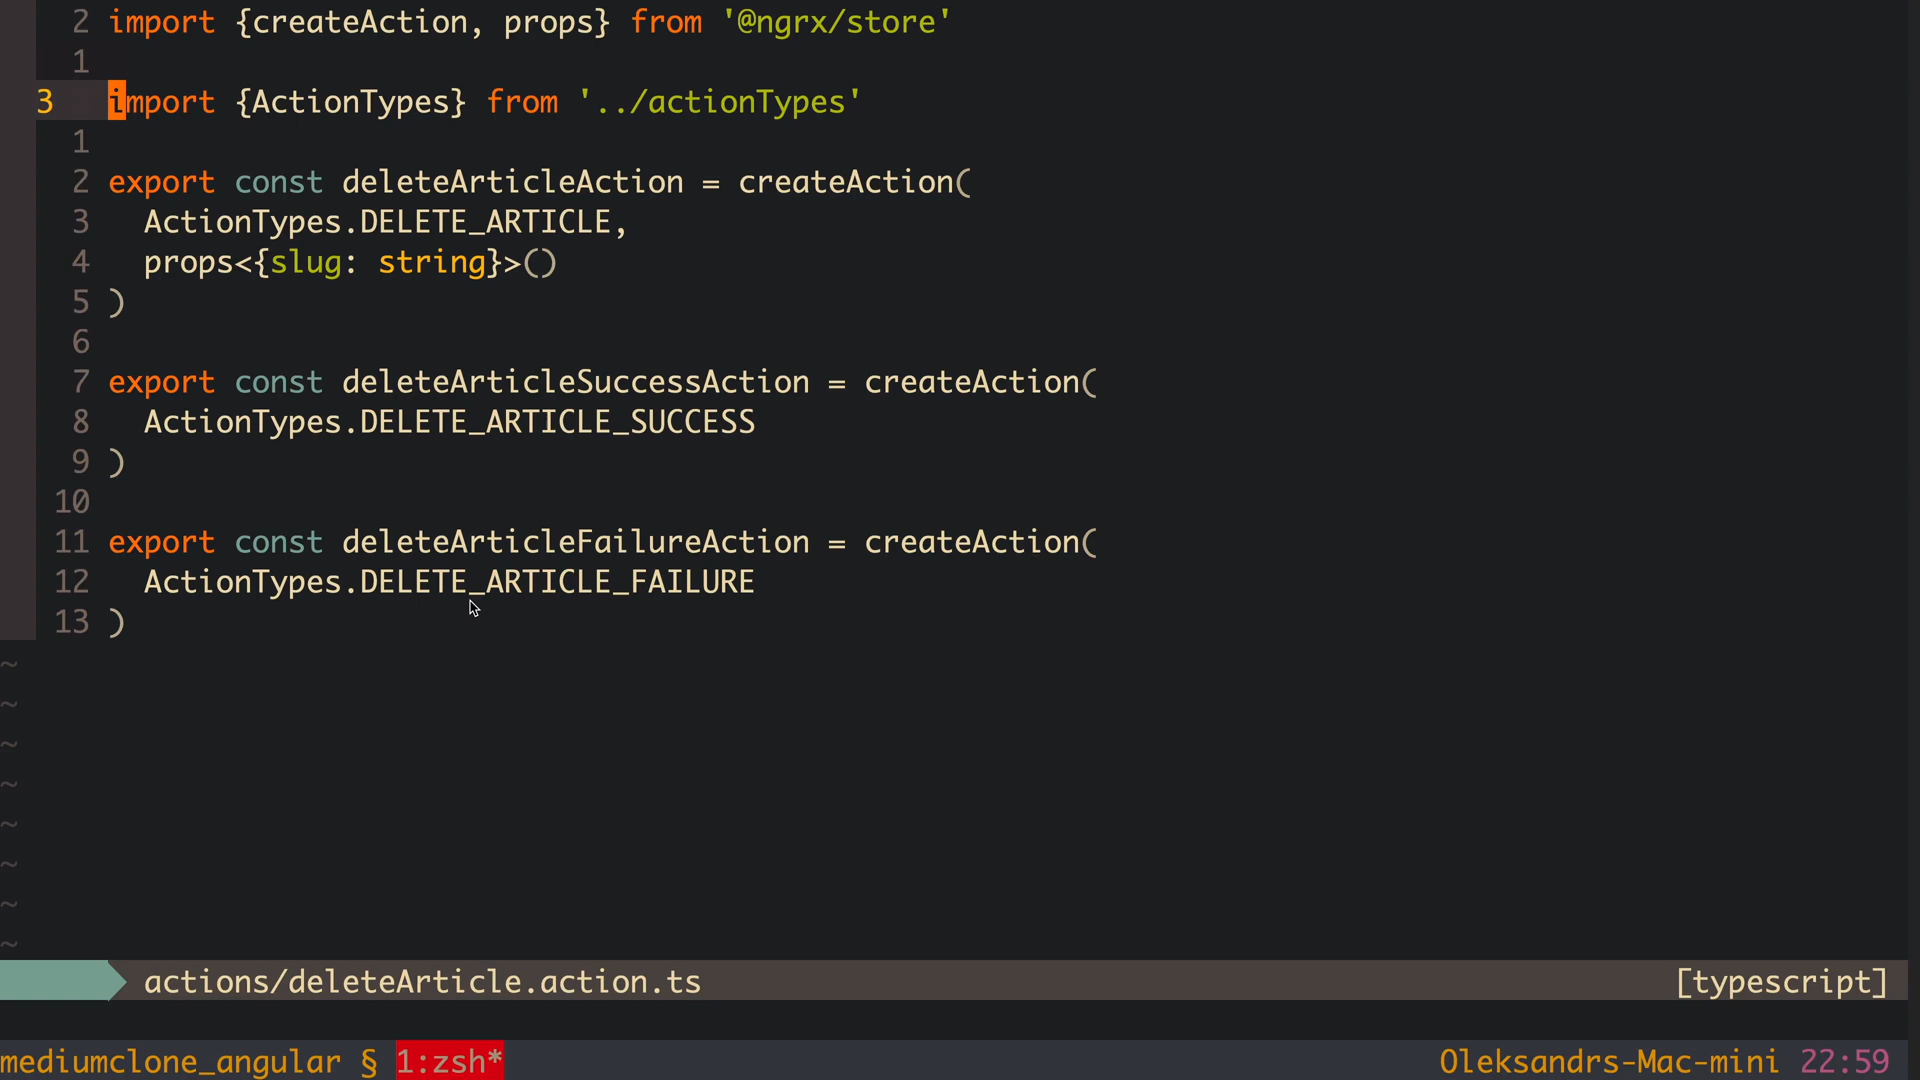 2 import {createAction, props} from '@ngrx/store'
1
3 import {ActionTypes} from '../actionTypes'
1
2 export const deleteArticleAction = createAction(
3 ActionTypes.DELETE_ARTICLE,
4 props<{slug: string}>()
5 )
6
7 export const deleteArticleSuccessAction = createAction(
8 ActionTypes.DELETE_ARTICLE_SUCCESS
9 )
10
11 export const deleteArticleFailureAction = createAction(
12 ActionTypes.DELETE_ARTICLE_FAILURE
13 )
~
~
~
~
~
~
~
~
actions/deleteArticle.action.ts [typescript]
mediumclone_angular § 1:zsh* Oleksandrs-Mac-mini 22:59